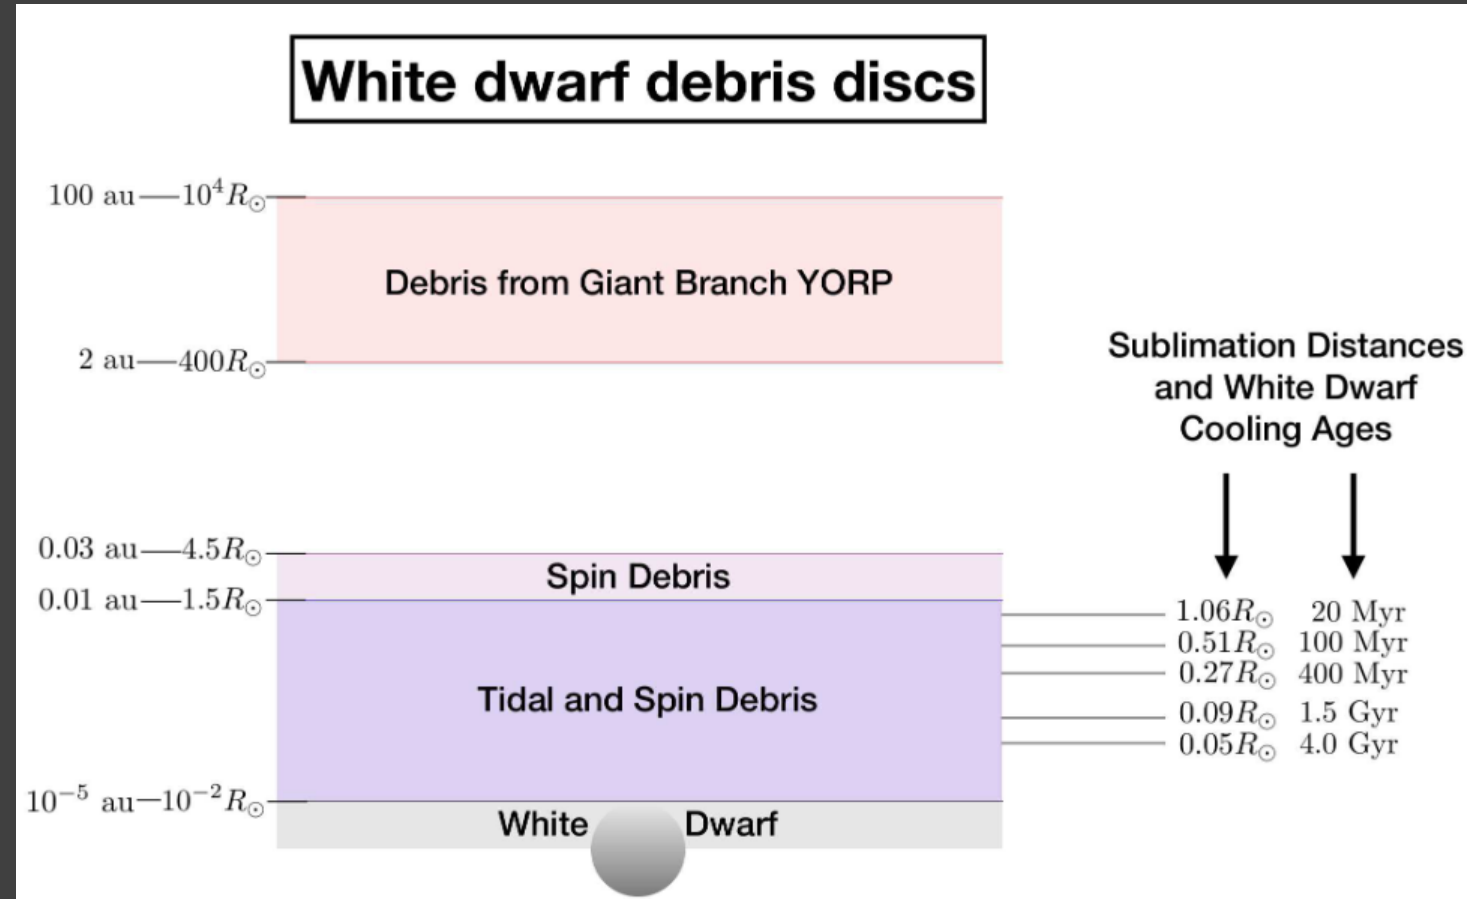 White dwarf debris discs
100 au—10⁴R☉
Debris from Giant Branch YORP
2 au—400R☉
Sublimation Distances
and White Dwarf
Cooling Ages
0.03 au—4.5R☉
Spin Debris
0.01 au—1.5R☉
1.06R☉ 20 Myr
0.51R☉ 100 Myr
0.27R☉ 400 Myr
Tidal and Spin Debris
0.09R☉ 1.5 Gyr
0.05R☉ 4.0 Gyr
10⁻⁵ au—10⁻²R☉
White Dwarf